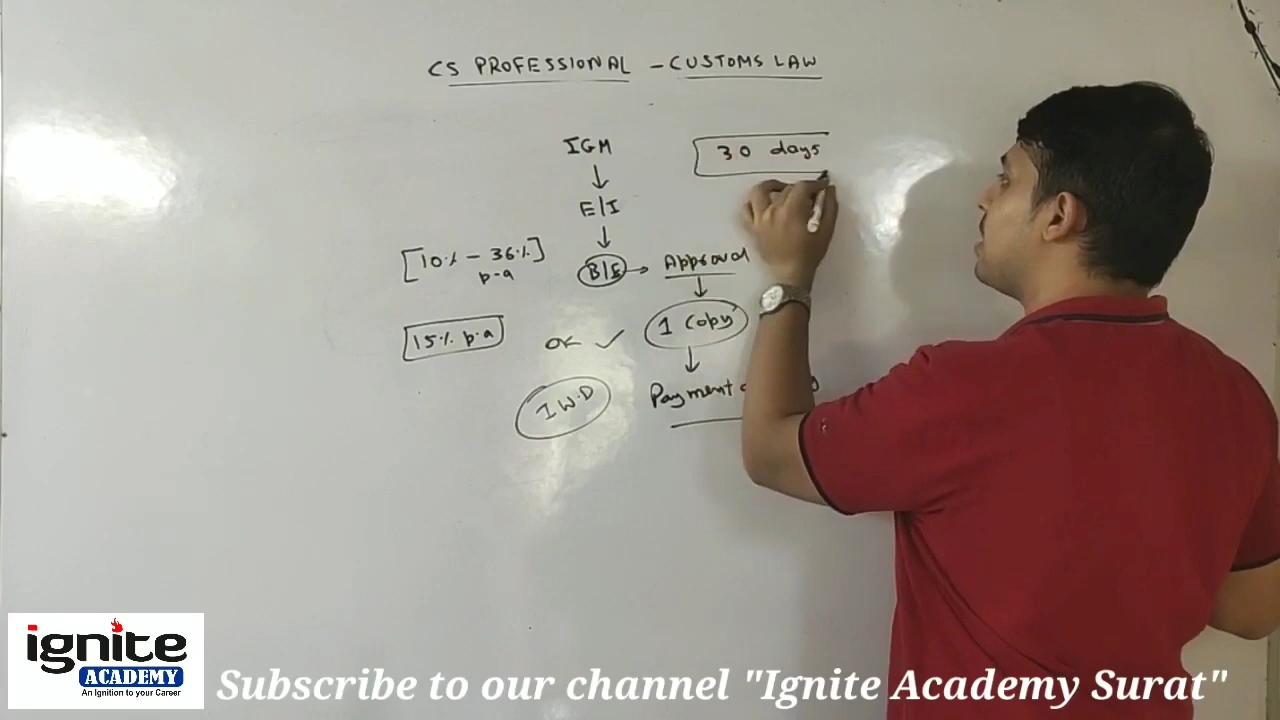 CS PROFESSIONAL - CUSTOMS LAW
IGM
30 days
E/I
[10% - 36%]
p.a
B/E
Approval
15% p.a
OK ✓
1 Copy
I W.D
Payment
ignite
ACADEMY
An Ignition to your Career
Subscribe to our channel "Ignite Academy Surat"